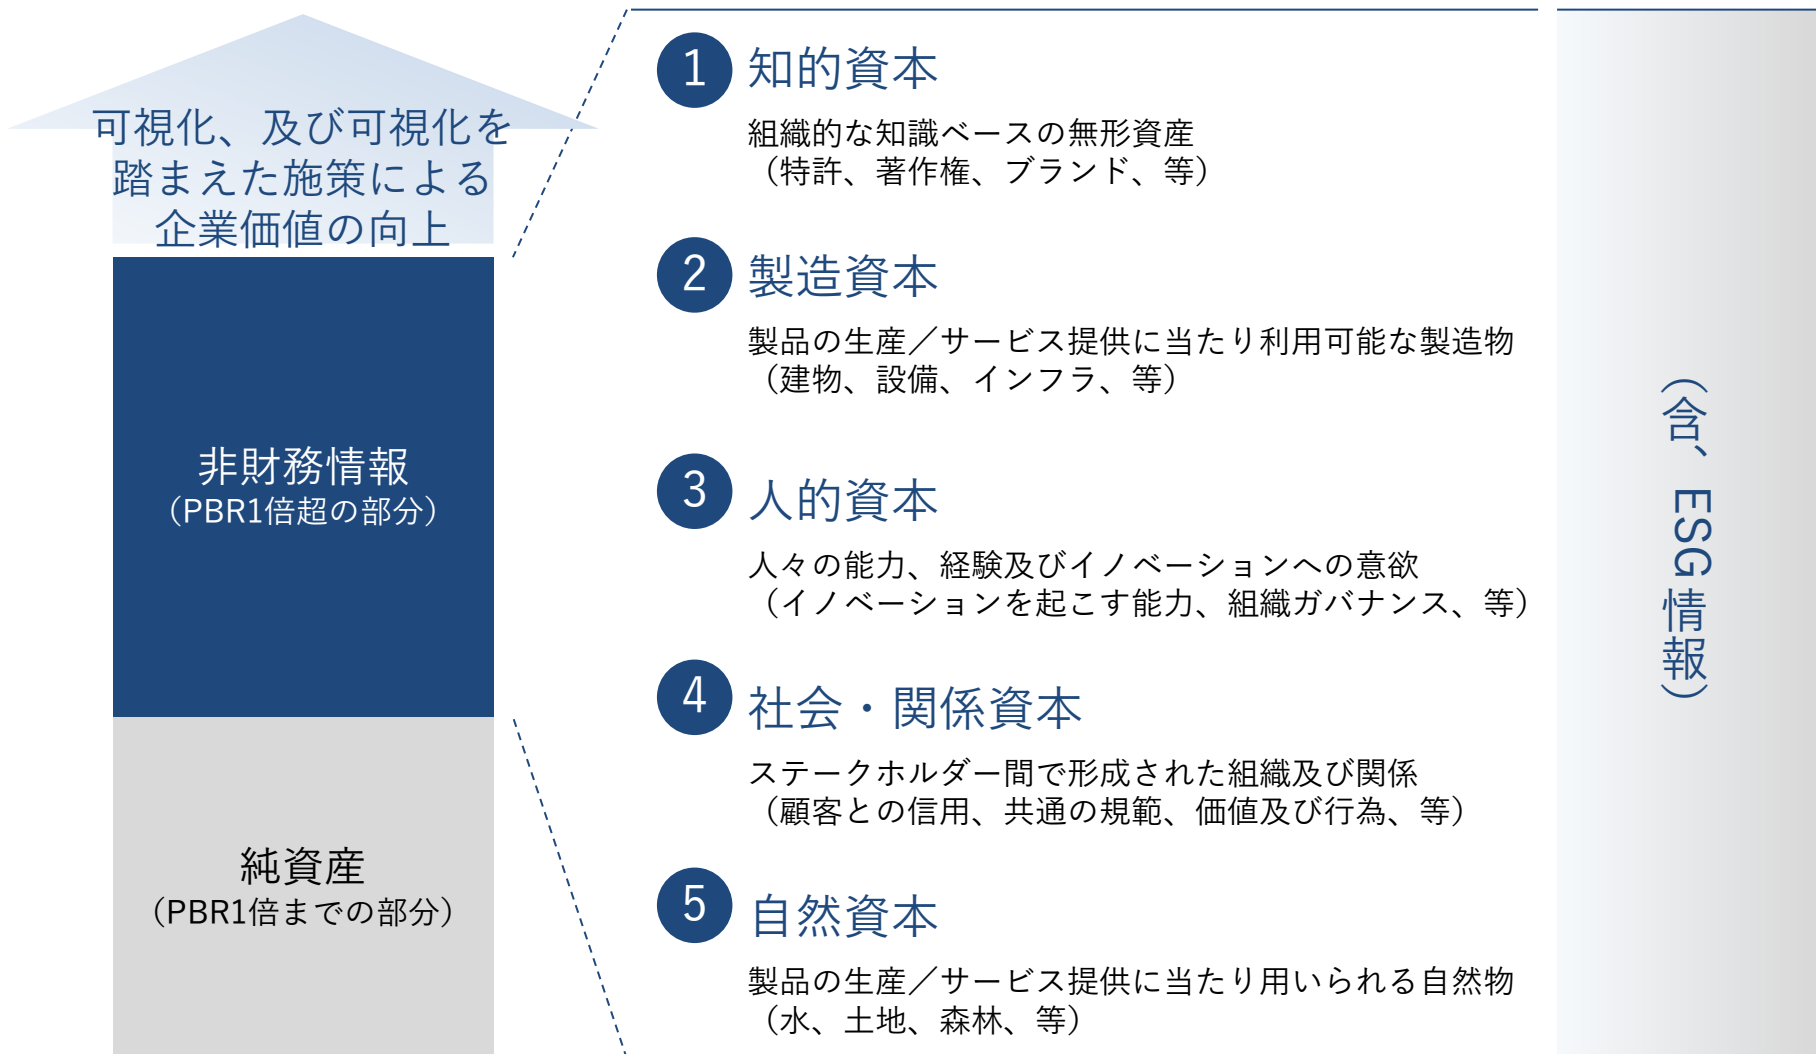 可視化、及び可視化を
踏まえた施策による
企業価値の向上
非財務情報
（PBR1倍超の部分）
純資産
（PBR1倍までの部分）
1 知的資本
組織的な知識ベースの無形資産
（特許、著作権、ブランド、等）
2 製造資本
製品の生産／サービス提供に当たり利用可能な製造物
（建物、設備、インフラ、等）
3 人的資本
人々の能力、経験及びイノベーションへの意欲
（イノベーションを起こす能力、組織ガバナンス、等）
4 社会・関係資本
ステークホルダー間で形成された組織及び関係
（顧客との信用、共通の規範、価値及び行為、等）
5 自然資本
製品の生産／サービス提供に当たり用いられる自然物
（水、土地、森林、等）
（含、ESG情報）